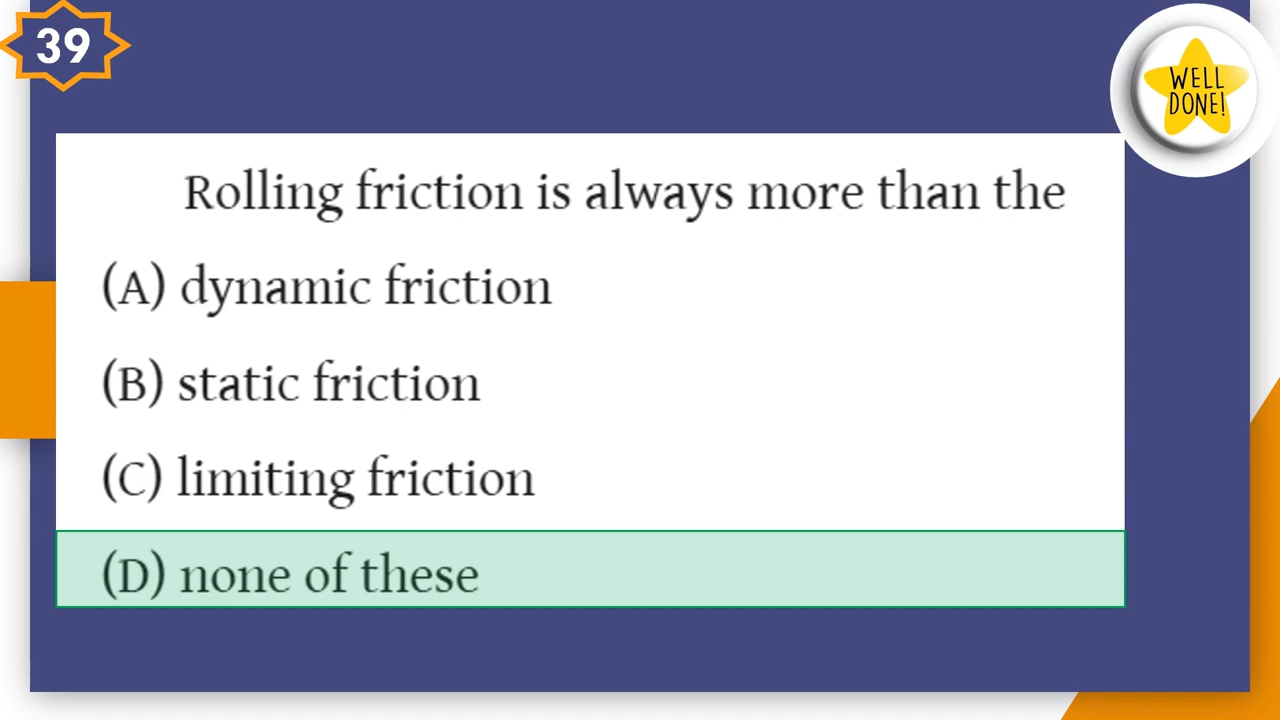 39
WELL
DONE!
Rolling friction is always more than the
(A) dynamic friction
(B) static friction
(C) limiting friction
(D) none of these